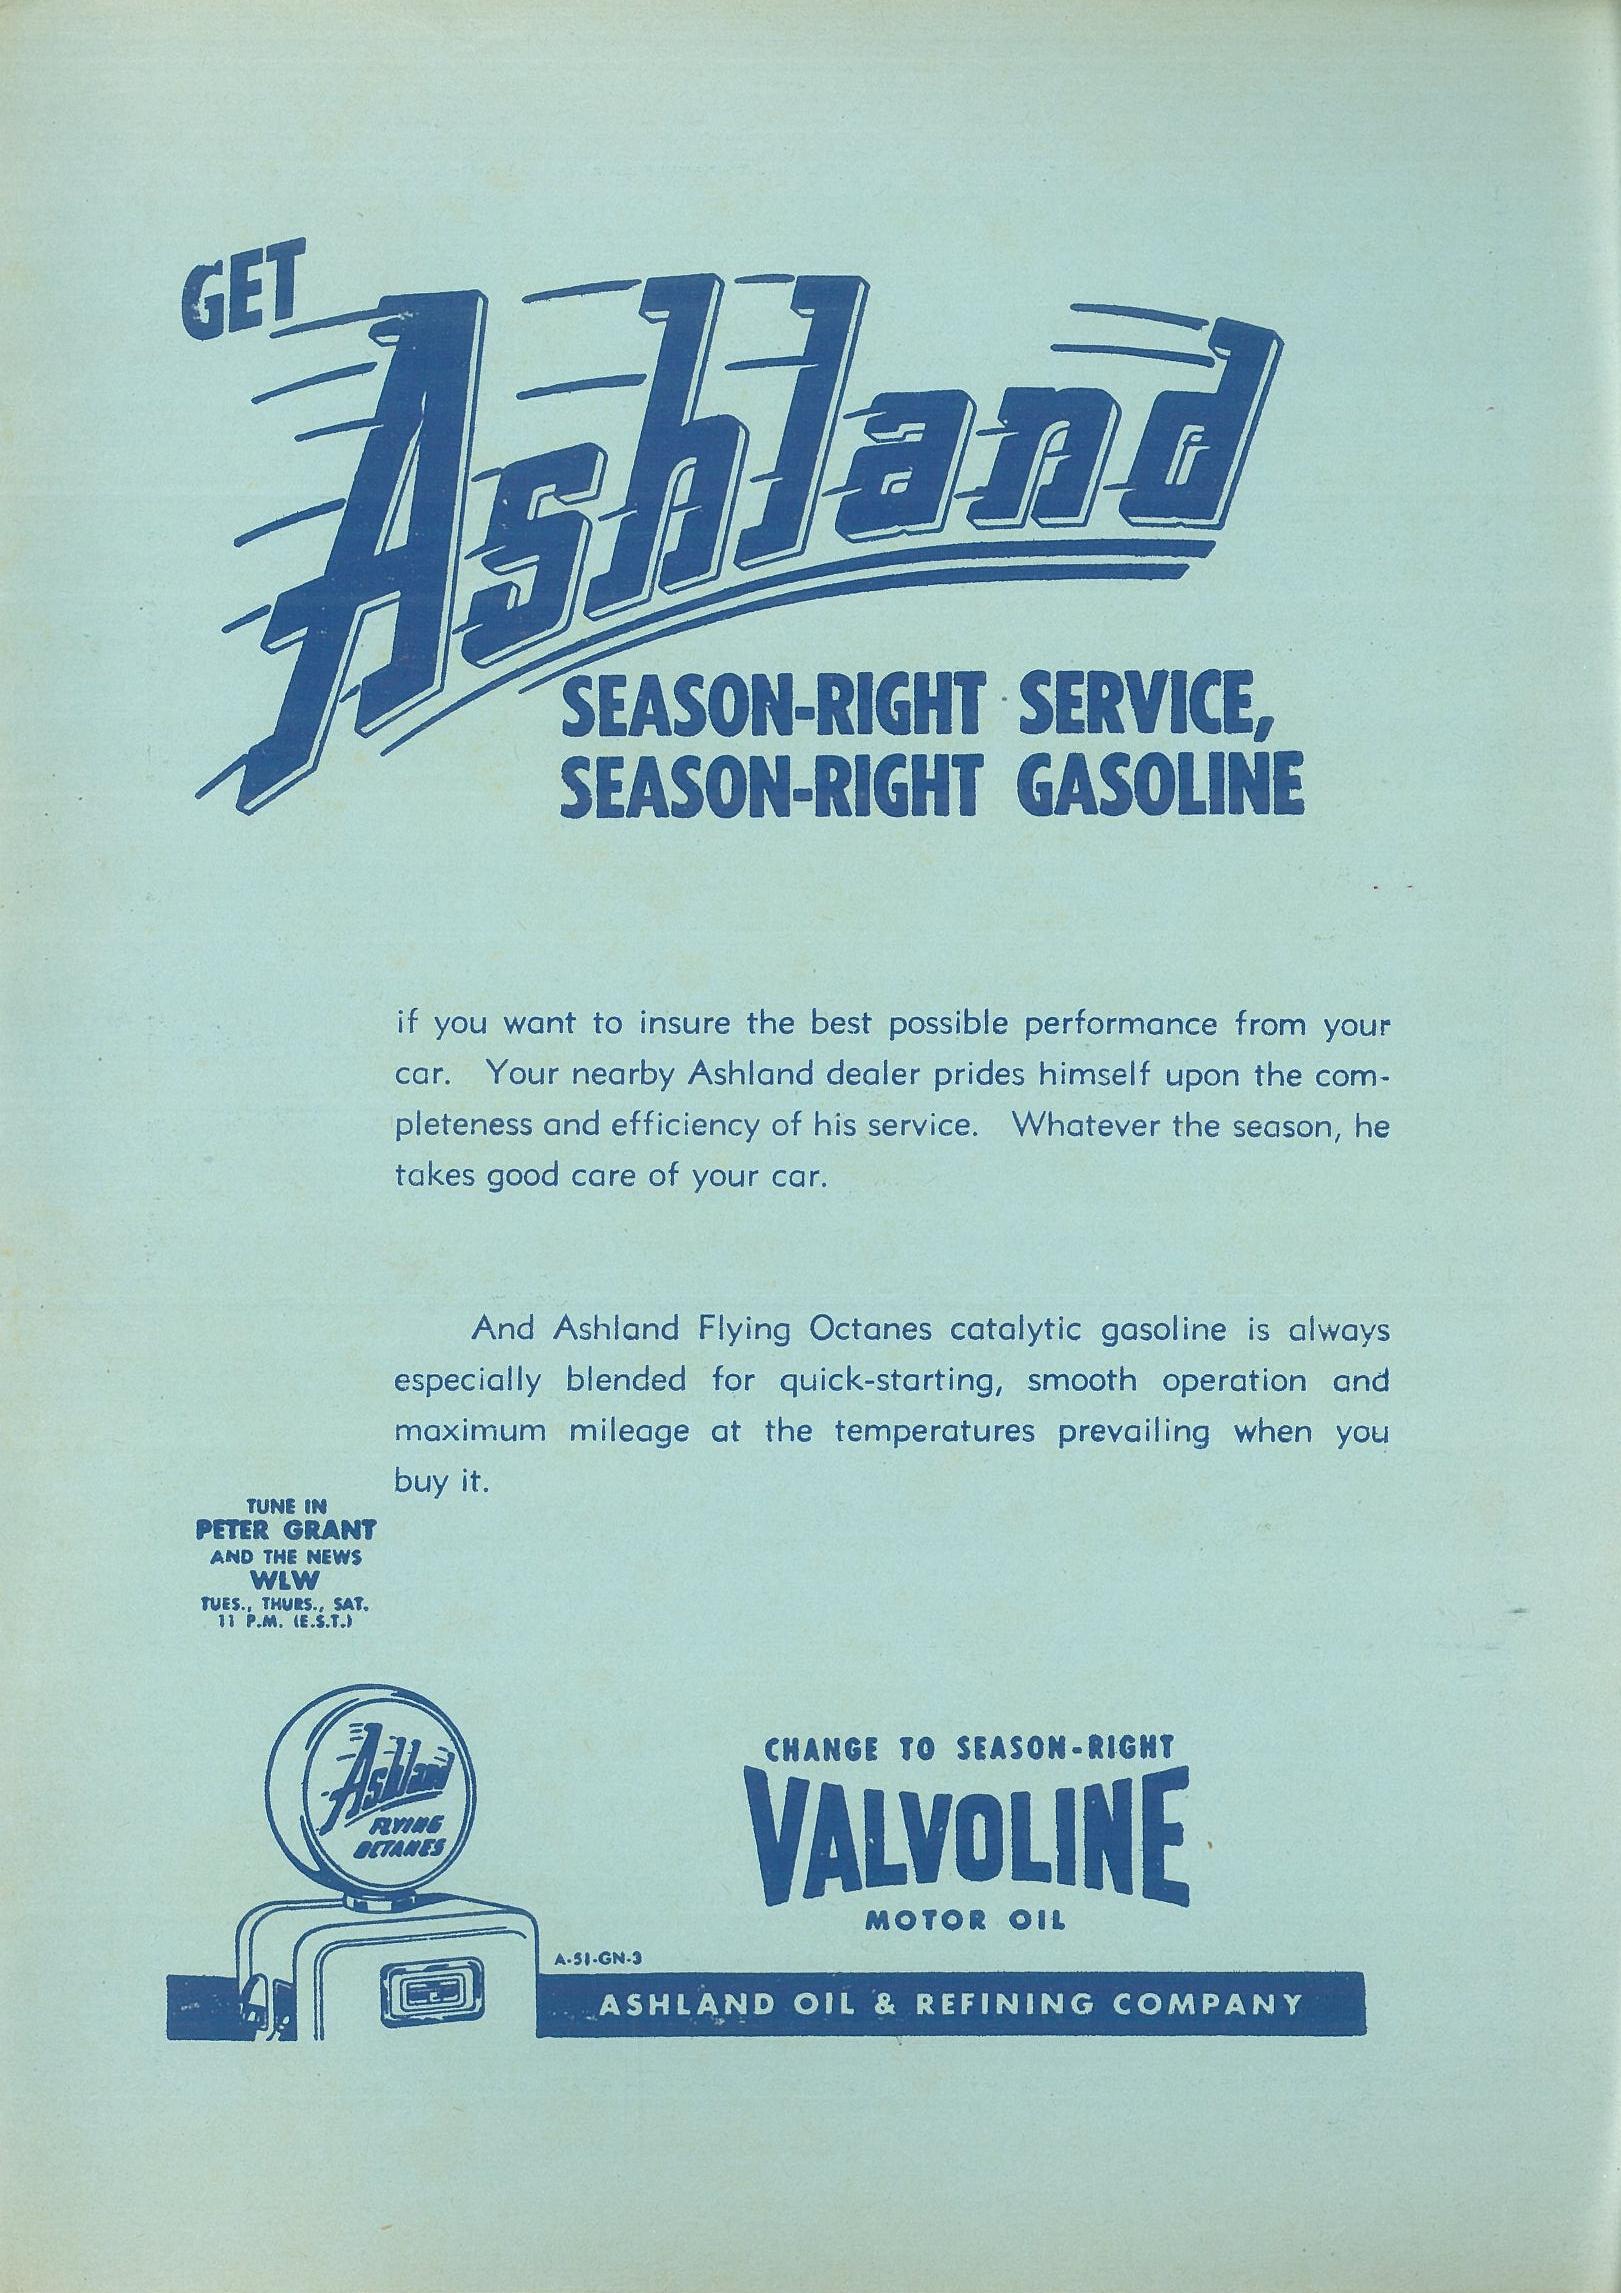 GET
Ashland
SEASON-RIGHT SERVICE,
SEASON-RIGHT GASOLINE
if you want to insure the best possible performance from your
car. Your nearby Ashland dealer prides himself upon the com-
pleteness and efficiency of his service. Whatever the season, he
takes good care of your car.
And Ashland Flying Octanes catalytic gasoline is always
especially blended for quick-starting, smooth operation and
maximum mileage at the temperatures prevailing when you
buy it.
TUNE IN
PETER GRANT
AND THE NEWS
WLW
TUES., THURS., SAT.
11 P.M. (E.S.T.)
Ashland
FLYING
OCTANES
CHANGE TO SEASON-RIGHT
VALVOLINE
MOTOR OIL
A-51-GN-3
ASHLAND OIL & REFINING COMPANY